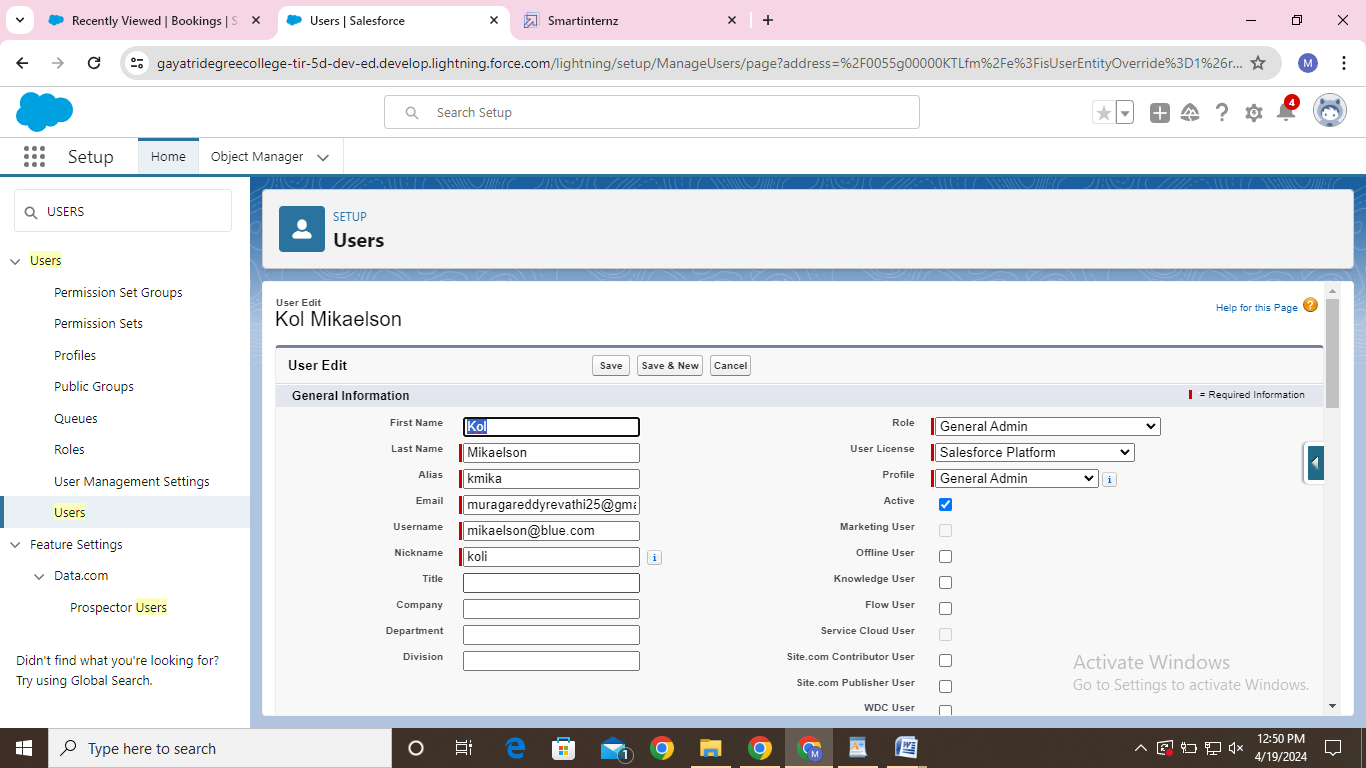 Recently Viewed | Bookings | S
Users | Salesforce
Smartinternz
gayatridegreecollege-tir-5d-dev-ed.develop.lightning.force.com/lightning/setup/ManageUsers/page?address=%2F0055g00000KTLfm%2Fe%3FisUserEntityOverride%3D1%26r...
M
Search Setup
4
Setup
Home
Object Manager
USERS
Users
Permission Set Groups
Permission Sets
Profiles
Public Groups
Queues
Roles
User Management Settings
Users
Feature Settings
Data.com
Prospector Users
Didn't find what you're looking for?
Try using Global Search.
SETUP
Users
User Edit
Kol Mikaelson
Help for this Page ?
User Edit
Save
Save & New
Cancel
General Information
= Required Information
First Name Kol
Last Name Mikaelson
Alias kmika
Email muragareddyrevathi25@gma
Username mikaelson@blue.com
Nickname koli i
Title
Company
Department
Division
Role General Admin
User License Salesforce Platform
Profile General Admin i
Active
Marketing User
Offline User
Knowledge User
Flow User
Service Cloud User
Site.com Contributor User
Site.com Publisher User
WDC User
Activate Windows
Go to Settings to activate Windows.
Type here to search
1
M
12:50 PM
4/19/2024